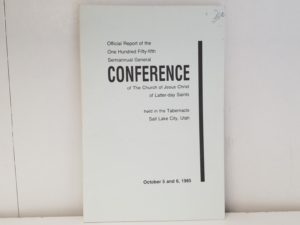 Official Report of the
One Hundred Fifty-fifth
Semiannual General
CONFERENCE
of The Church of Jesus Christ
of Latter-day Saints
held in the Tabernacle
Salt Lake City, Utah
October 5 and 6, 1985